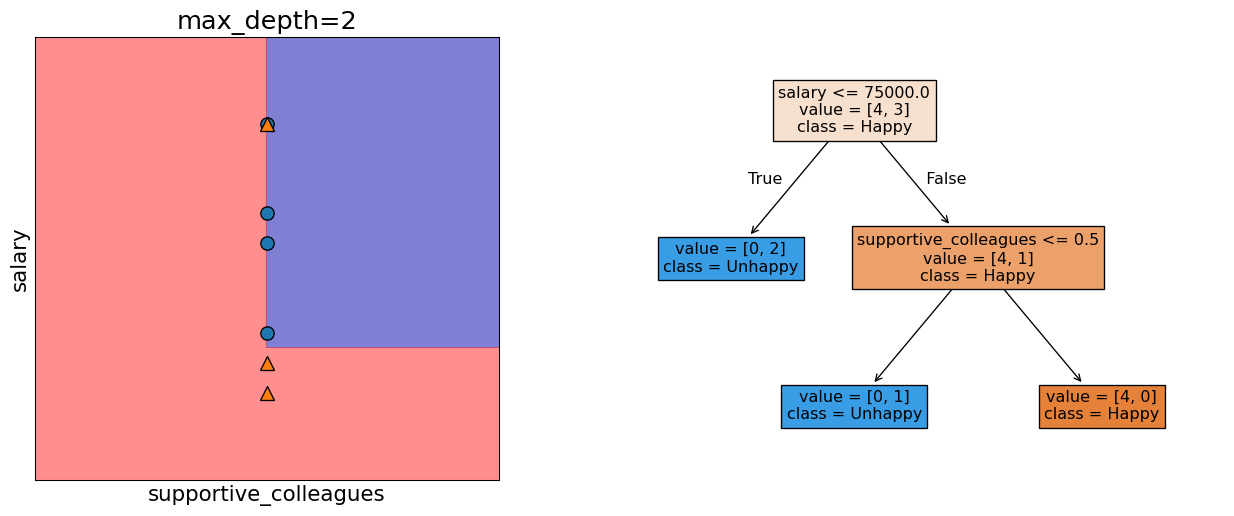 max_depth=2
salary
supportive_colleagues
salary <= 75000.0
value = [4, 3]
class = Happy
True
False
value = [0, 2]
class = Unhappy
supportive_colleagues <= 0.5
value = [4, 1]
class = Happy
value = [0, 1]
class = Unhappy
value = [4, 0]
class = Happy